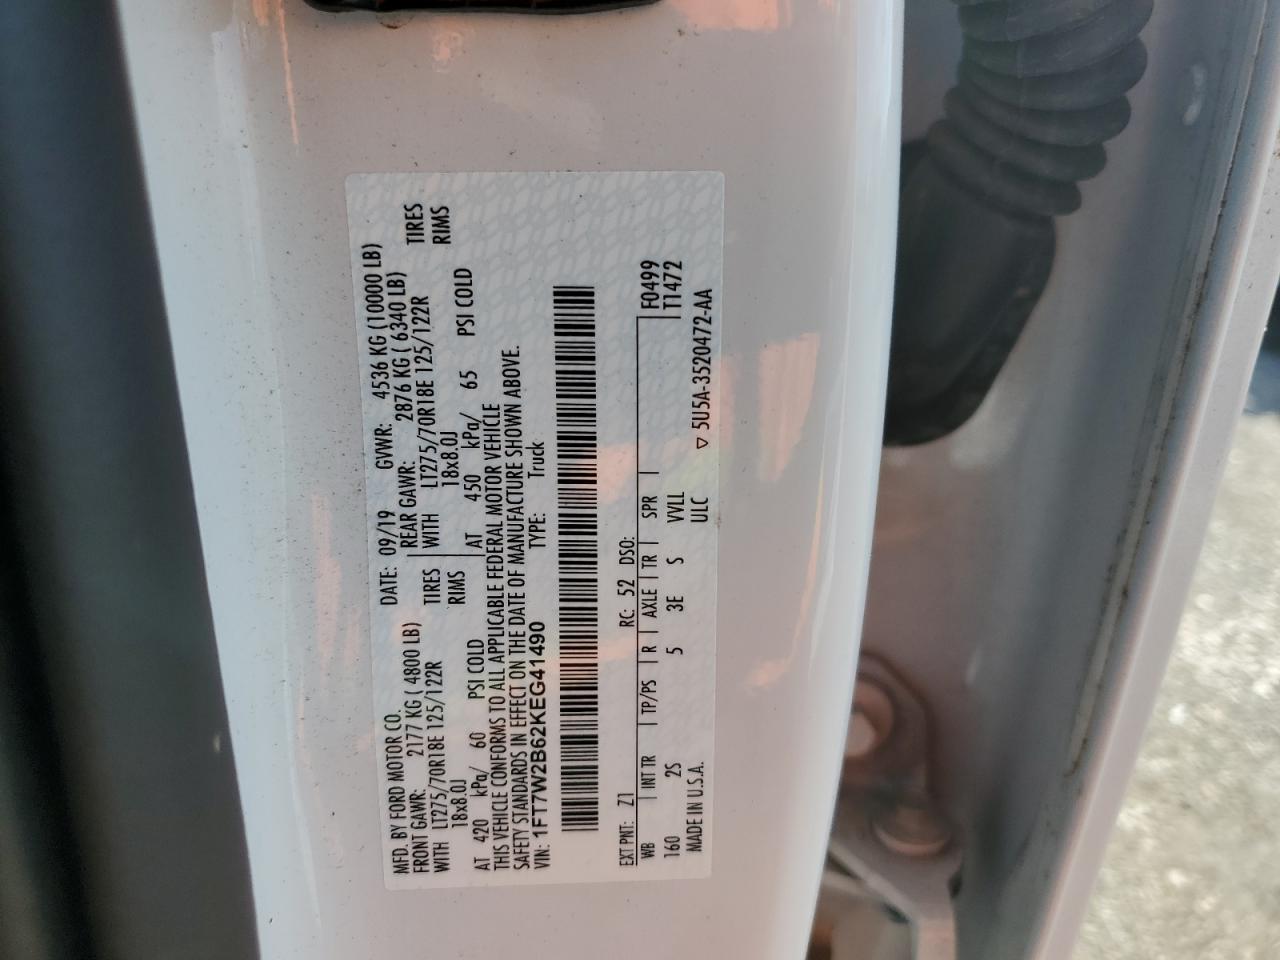 MFD. BY FORD MOTOR CO.
DATE: 09/19 GVWR: 4536 KG (10000 LB)
FRONT GAWR: 2177 KG ( 4800 LB) REAR GAWR: 2876 KG ( 6340 LB)
WITH LT275/70R18E 125/122R TIRES WITH LT275/70R18E 125/122R TIRES
18x8.0J RIMS 18x8.0J RIMS
AT 420 kPa/ 60 PSI COLD AT 450 kPa/ 65 PSI COLD
THIS VEHICLE CONFORMS TO ALL APPLICABLE FEDERAL MOTOR VEHICLE
SAFETY STANDARDS IN EFFECT ON THE DATE OF MANUFACTURE SHOWN ABOVE.
VIN: 1FT7W2B62KEG41490 TYPE: Truck
EXT PNT: Z1 RC: 52 DSO: F0499
WB INT TR TP/PS R AXLE TR SPR T1472
160 2S 5 3E S VVLL
MADE IN U.S.A. ULC ▽ 5U5A-3520472-AA